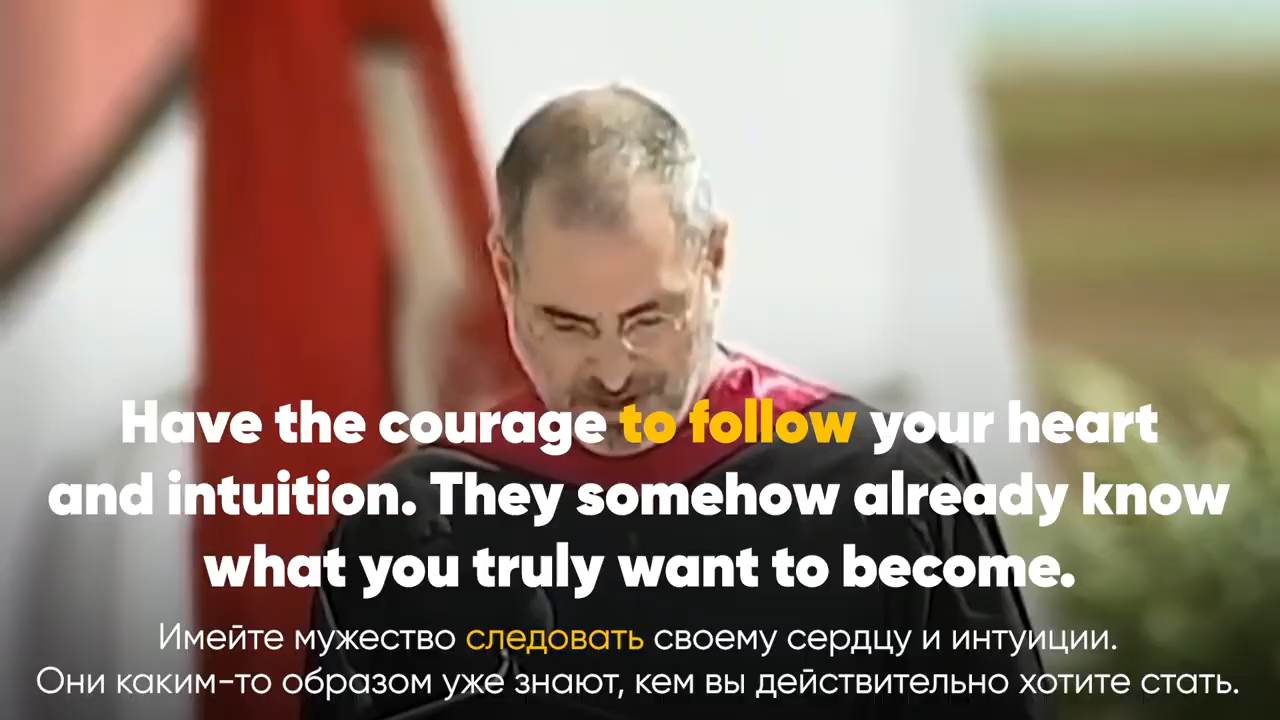 Have the courage to follow your heart
and intuition. They somehow already know
what you truly want to become.
Имейте мужество следовать своему сердцу и интуиции.
Они каким-то образом уже знают, кем вы действительно хотите стать.